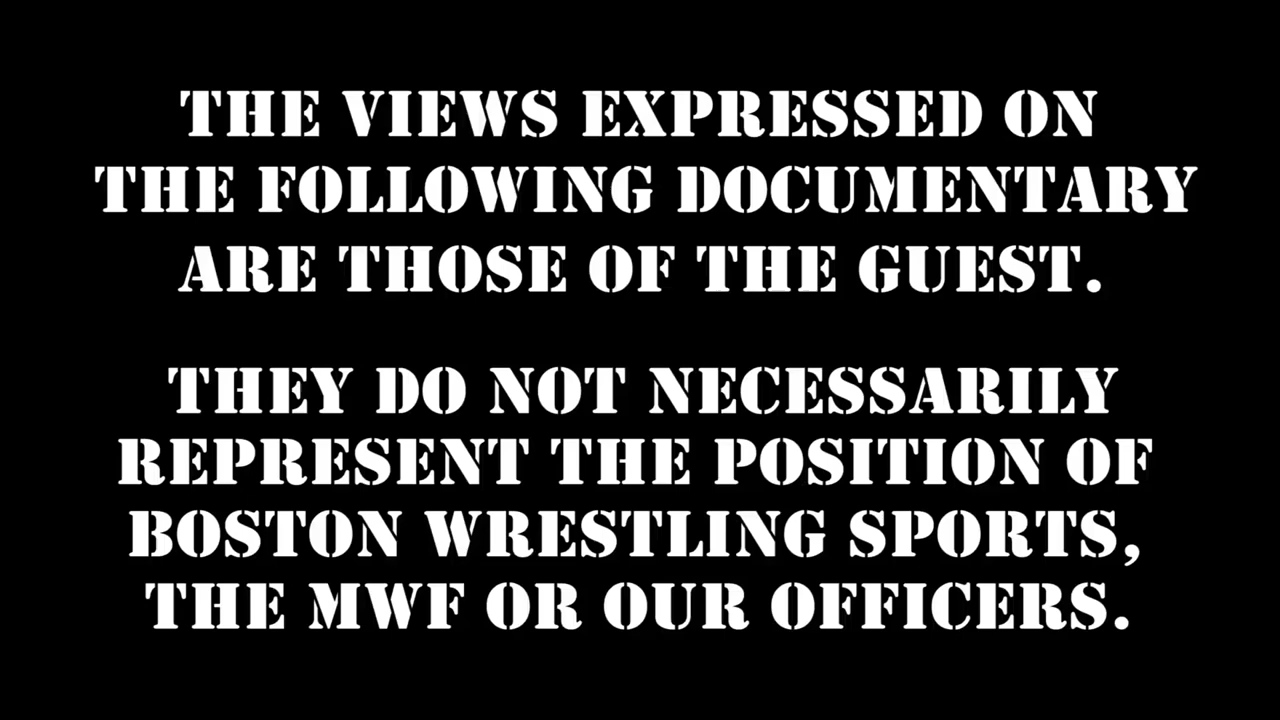 THE VIEWS EXPRESSED ON
THE FOLLOWING DOCUMENTARY
ARE THOSE OF THE GUEST.
THEY DO NOT NECESSARILY
REPRESENT THE POSITION OF
BOSTON WRESTLING SPORTS,
THE MWF OR OUR OFFICERS.